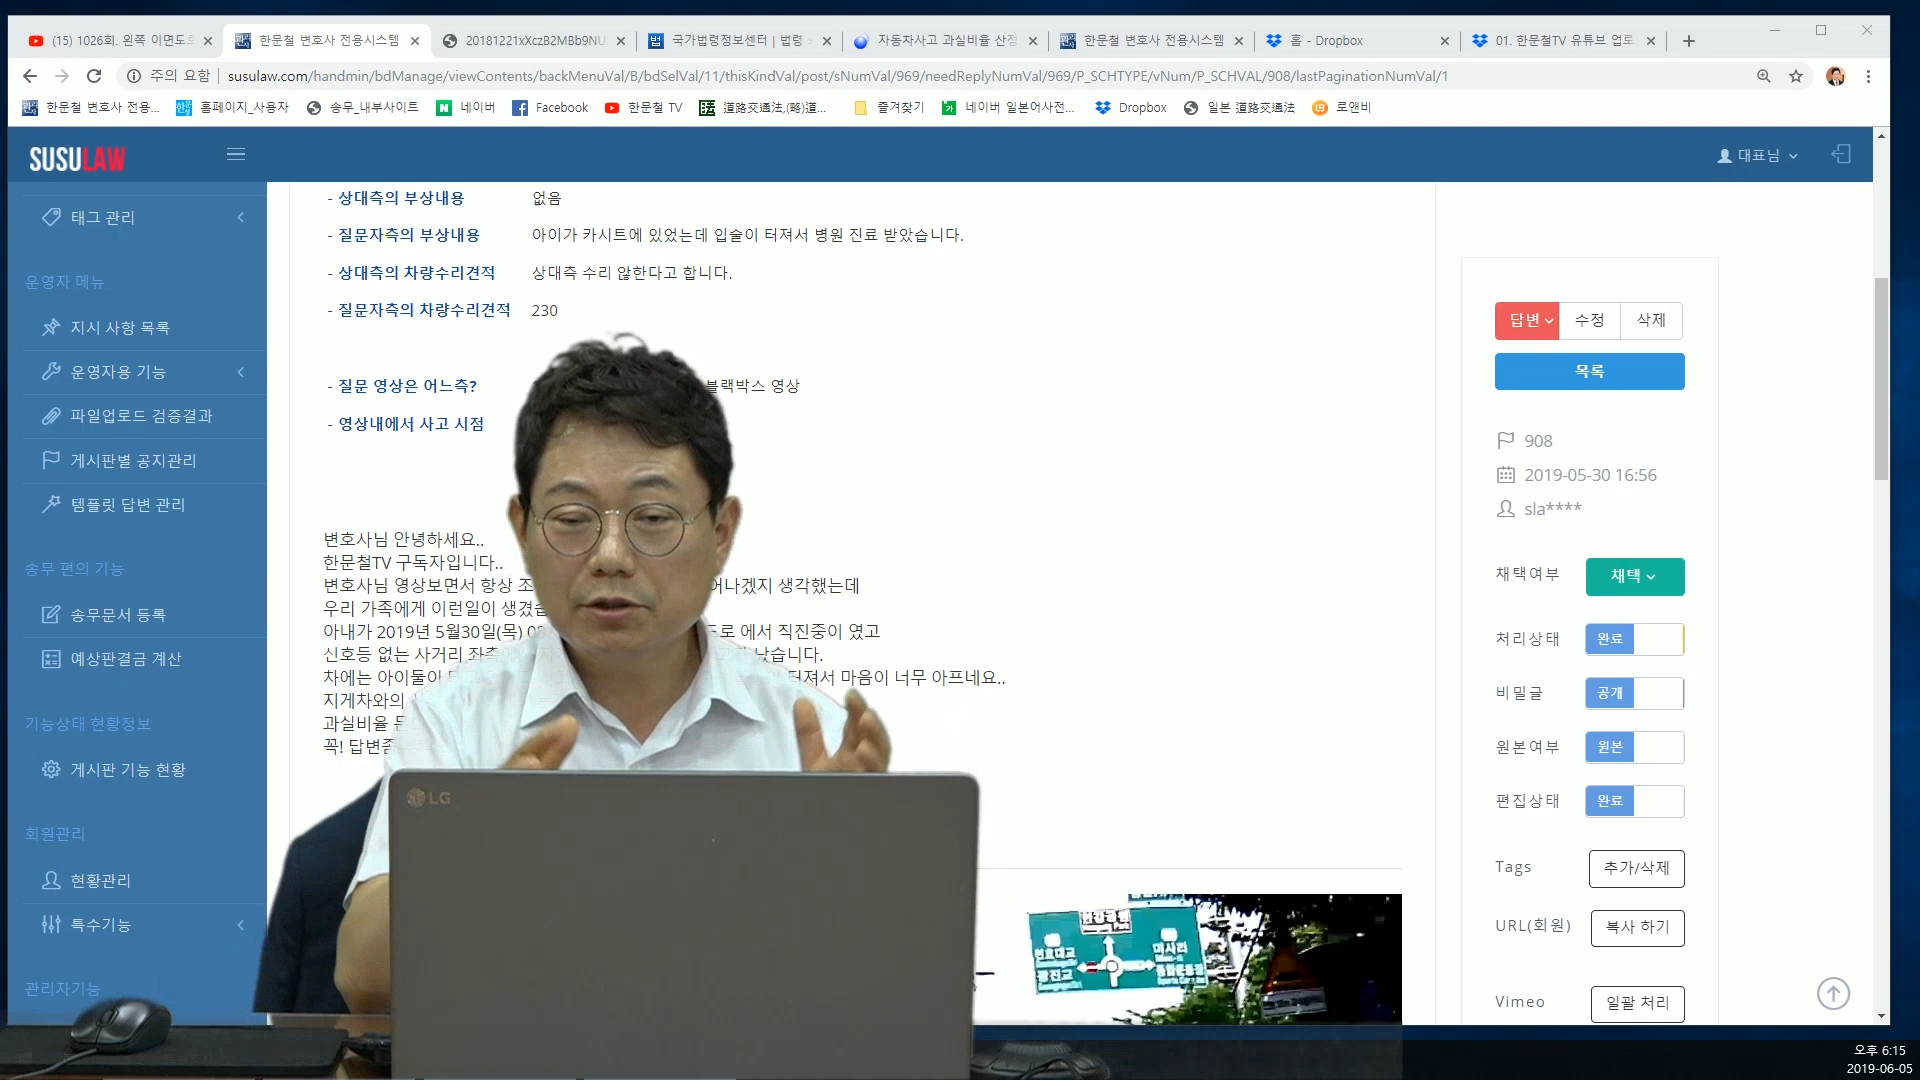 (15) 1026회. 왼쪽 이면도로
한문철 변호사 전용시스템
20181221xXczB2MBb9NU
국가법령정보센터 | 법령
자동차사고 과실비율 산정
한문철 변호사 전용시스템
홈 - Dropbox
01. 한문철TV 유튜브 업로
주의 요함
susulaw.com/handmin/bdManage/viewContents/backMenuVal/B/bdSelVal/11/thisKindVal/post/sNumVal/969/needReplyNumVal/969/P_SCHTYPE/vNum/P_SCHVAL/908/lastPaginationNumVal/1
한문철 변호사 전용...
홈페이지_사용자
송무_내부사이트
네이버
Facebook
한문철 TV
道路交通法,(略)道...
즐겨찾기
네이버 일본어사전...
Dropbox
일본 道路交通法
로앤비
SUSULAW
대표님
태그 관리
운영자 메뉴
지시 사항 목록
운영자용 기능
파일업로드 검증결과
게시판별 공지관리
템플릿 답변 관리
송무 편의 기능
송무문서 등록
예상판결금 계산
기능상태 현황정보
게시판 기능 현황
회원관리
현황관리
특수기능
관리자기능
- 상대측의 부상내용 없음
- 질문자측의 부상내용 아이가 카시트에 있었는데 입술이 터져서 병원 진료 받았습니다.
- 상대측의 차량수리견적 상대측 수리 않한다고 합니다.
- 질문자측의 차량수리견적 230
- 질문 영상은 어느측? 블랙박스 영상
- 영상내에서 사고 시점
변호사님 안녕하세요..
한문철TV 구독자입니다..
변호사님 영상보면서 항상 조 어나겠지 생각했는데
우리 가족에게 이런일이 생겼습
아내가 2019년 5월30일(목) 도로 에서 직진중이 였고
신호등 없는 사거리 좌측에 났습니다.
차에는 아이둘이 터져서 마음이 너무 아프네요..
지게차와의
과실비율
꼭! 답변좀
LG
천호대교
광진교
미사리
답변
수정
삭제
목록
908
2019-05-30 16:56
sla****
채택여부 채택
처리상태 완료
비밀글 공개
원본여부 원본
편집상태 완료
Tags 추가/삭제
URL(회원) 복사 하기
Vimeo 일괄 처리
오후 6:15
2019-06-05